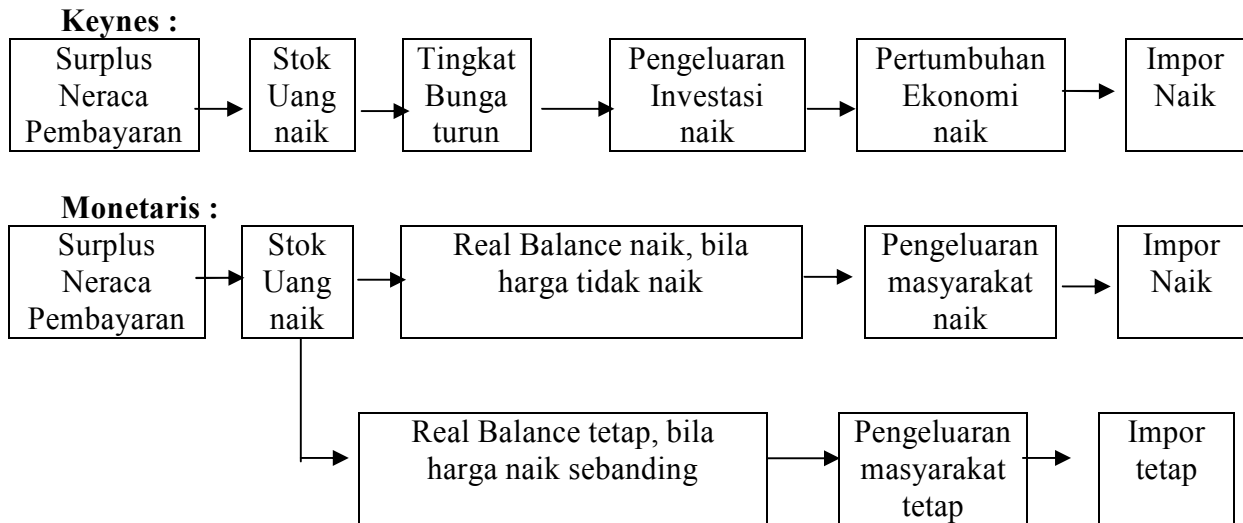 Keynes :
Surplus
Neraca
Pembayaran
Stok
Uang
naik
Tingkat
Bunga
turun
Pengeluaran
Investasi
naik
Pertumbuhan
Ekonomi
naik
Impor
Naik
Monetaris :
Surplus
Neraca
Pembayaran
Stok
Uang
naik
Real Balance naik, bila
harga tidak naik
Pengeluaran
masyarakat
naik
Impor
Naik
Real Balance tetap, bila
harga naik sebanding
Pengeluaran
masyarakat
tetap
Impor
tetap